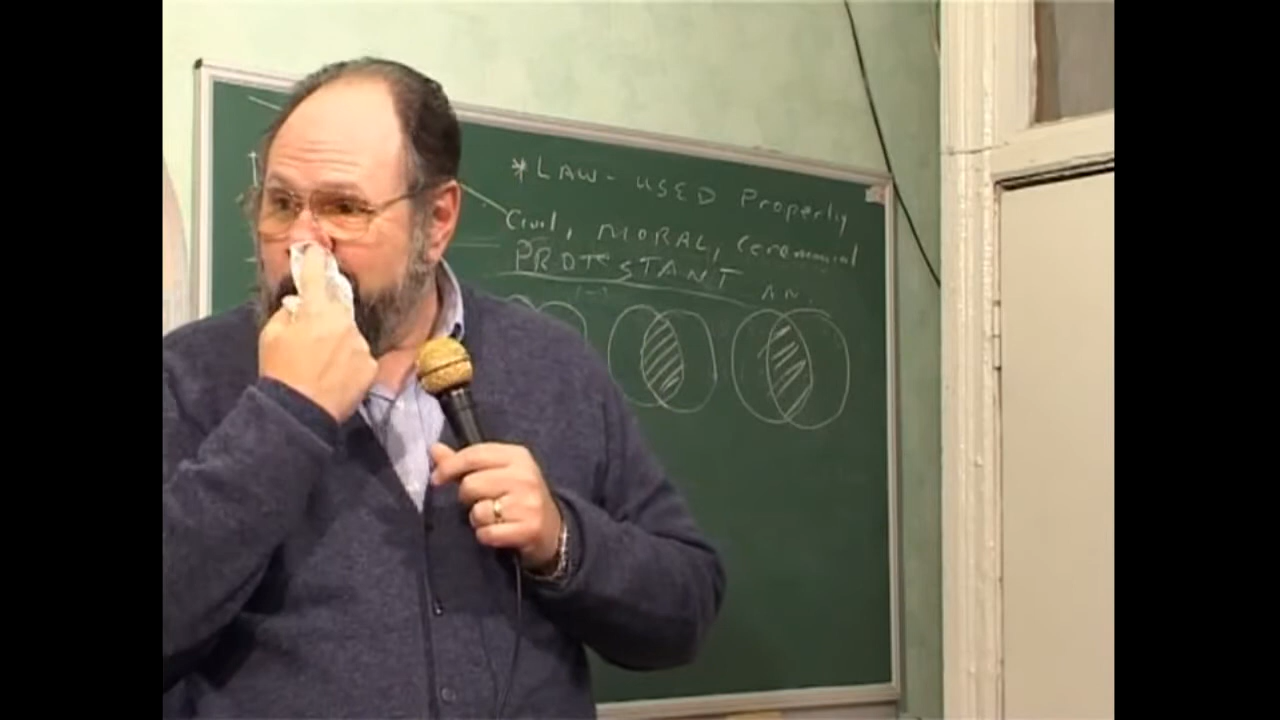 *LAW - USED Properly
Civil, MORAL, Ceremonial
PROTESTANT